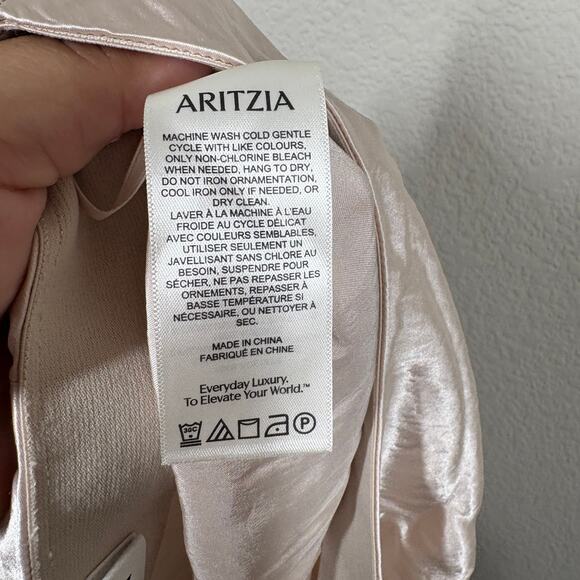 ARITZIA
MACHINE WASH COLD GENTLE
CYCLE WITH LIKE COLOURS,
ONLY NON-CHLORINE BLEACH
WHEN NEEDED, HANG TO DRY,
DO NOT IRON ORNAMENTATION,
COOL IRON ONLY IF NEEDED, OR
DRY CLEAN.
LAVER À LA MACHINE À L'EAU
FROIDE AU CYCLE DÉLICAT
AVEC COULEURS SEMBLABLES,
UTILISER SEULEMENT UN
JAVELLISANT SANS CHLORE AU
BESOIN, SUSPENDRE POUR
SÉCHER, NE PAS REPASSER LES
ORNEMENTS, REPASSER À
BASSE TEMPÉRATURE SI
NÉCESSAIRE, OU NETTOYER À
SEC.
MADE IN CHINA
FABRIQUÉ EN CHINE
Everyday Luxury.
To Elevate Your World.™
30C P